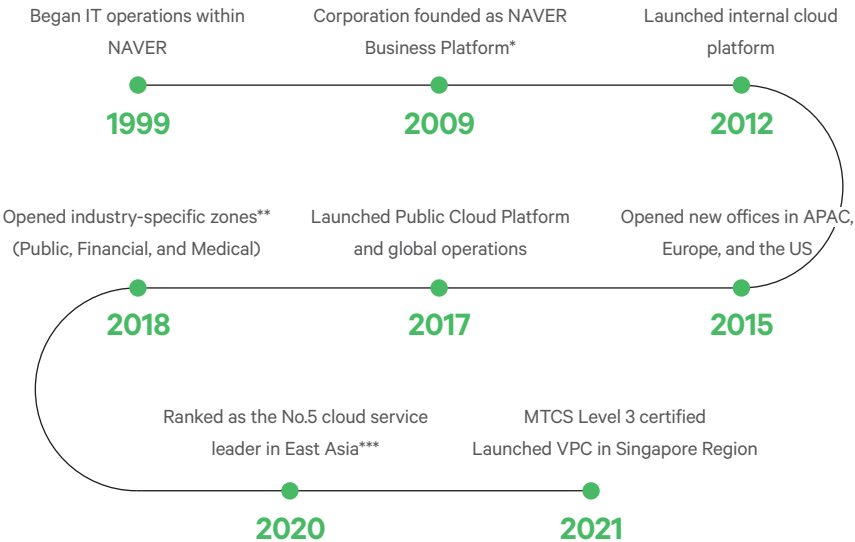 Began IT operations within
NAVER
1999
Corporation founded as NAVER
Business Platform*
2009
Launched internal cloud
platform
2012
Opened new offices in APAC,
Europe, and the US
2015
Launched Public Cloud Platform
and global operations
2017
Opened industry-specific zones**
(Public, Financial, and Medical)
2018
Ranked as the No.5 cloud service
leader in East Asia***
2020
MTCS Level 3 certified
Launched VPC in Singapore Region
2021